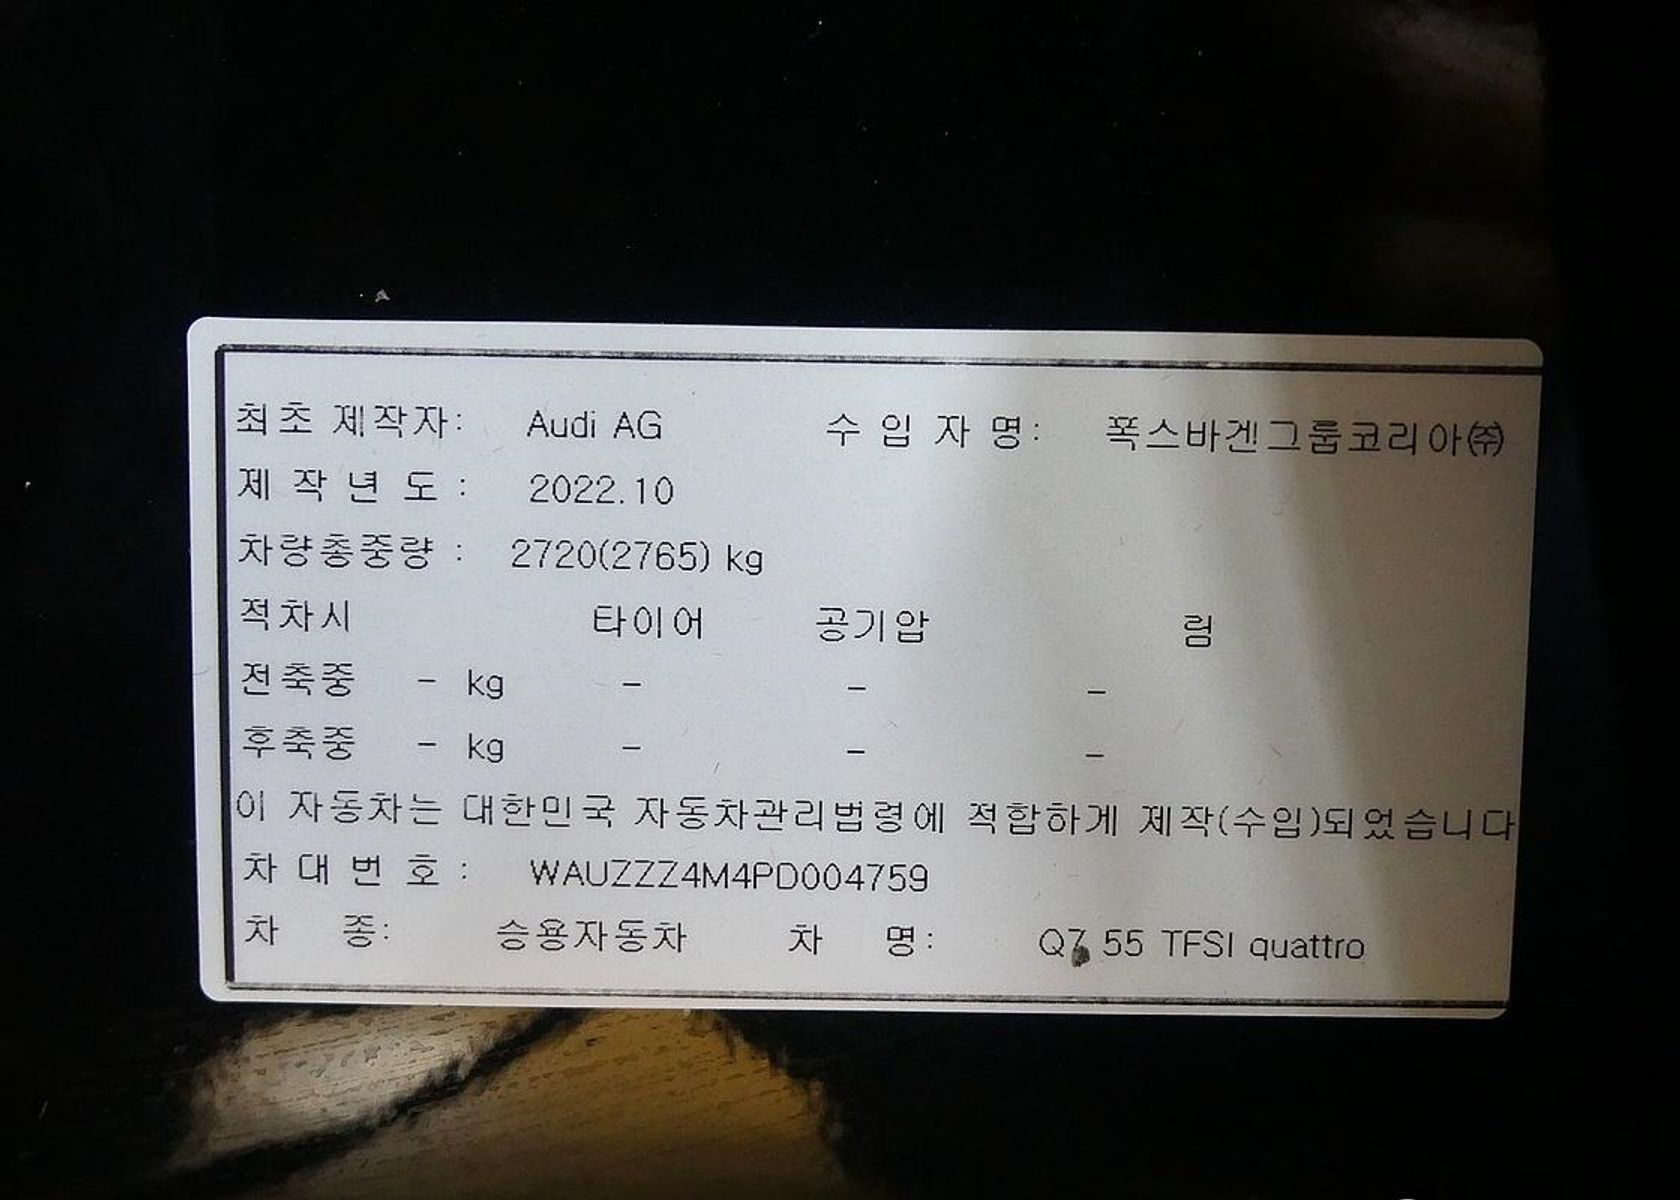 최초 제작자: Audi AG 수 입 자 명: 폭스바겐그룹코리아㈜
제 작 년 도 : 2022.10
차량총중량 : 2720(2765) kg
적차시 타이어 공기압 림
전축중 - kg - - -
후축중 - kg - - -
이 자동차는 대한민국 자동차관리법령에 적합하게 제작(수입)되었습니다
차 대 번 호 : WAUZZZ4M4PD004759
차 종: 승용자동차 차 명: Q7 55 TFSI quattro